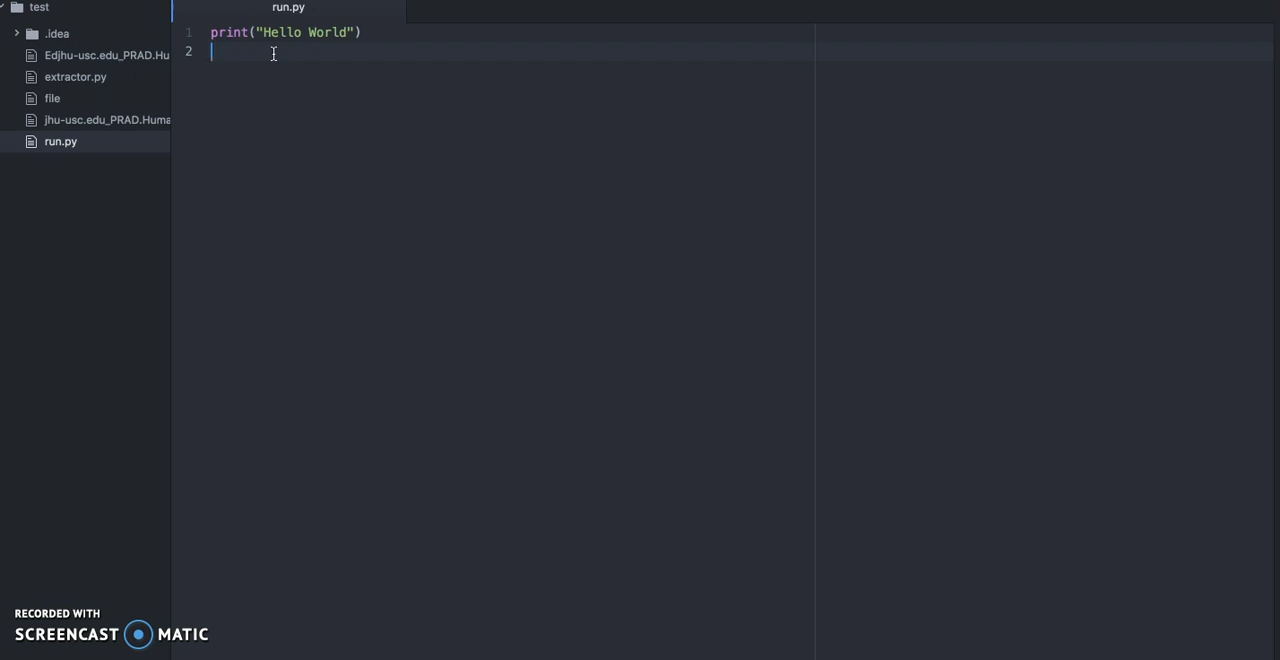 test
run.py
.idea
Edjhu-usc.edu_PRAD.Hu
extractor.py
file
jhu-usc.edu_PRAD.Huma
run.py
1 print("Hello World")
2
RECORDED WITH
SCREENCAST MATIC